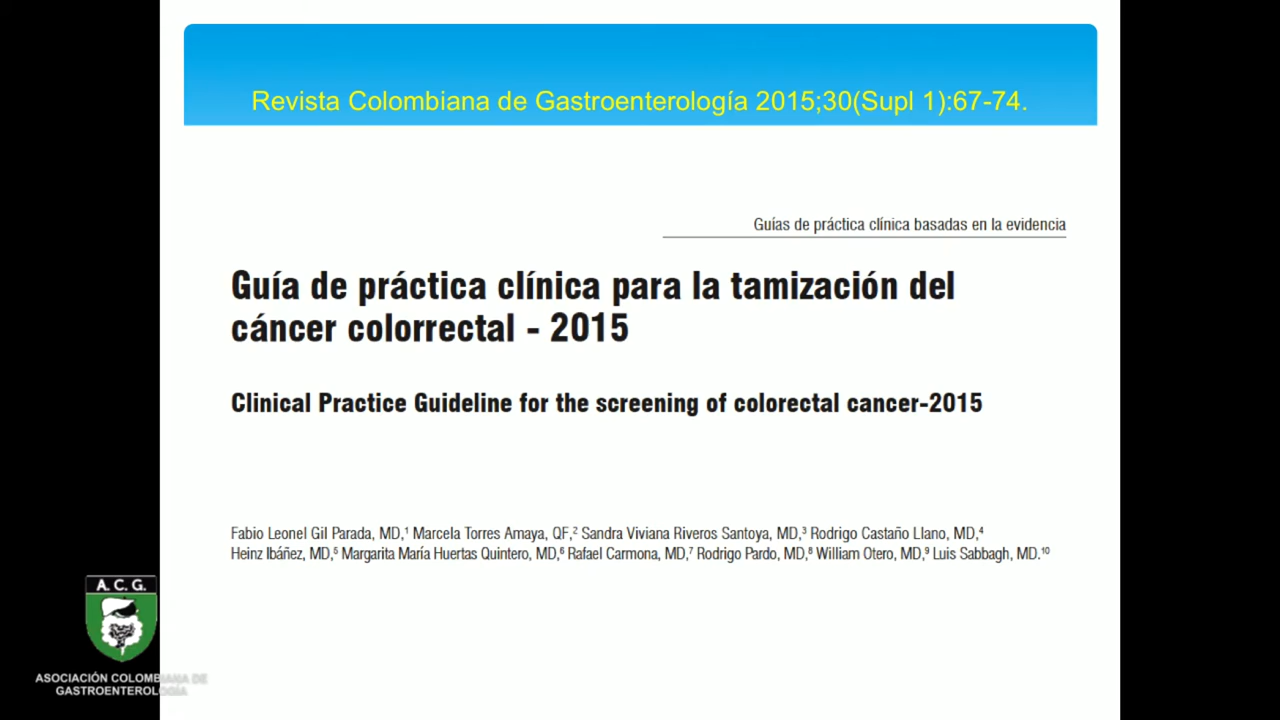 Revista Colombiana de Gastroenterología 2015;30(Supl 1):67-74.
Guías de práctica clínica basadas en la evidencia
Guía de práctica clínica para la tamización del
cáncer colorrectal - 2015
Clinical Practice Guideline for the screening of colorectal cancer-2015
Fabio Leonel Gil Parada, MD,¹ Marcela Torres Amaya, QF,² Sandra Viviana Riveros Santoya, MD,³ Rodrigo Castaño Llano, MD,⁴
Heinz Ibáñez, MD,⁵ Margarita María Huertas Quintero, MD,⁶ Rafael Carmona, MD,⁷ Rodrigo Pardo, MD,⁸ William Otero, MD,⁹ Luis Sabbagh, MD.¹⁰
A. C. G.
ASOCIACIÓN COLOMBIANA DE
GASTROENTEROLOGÍA